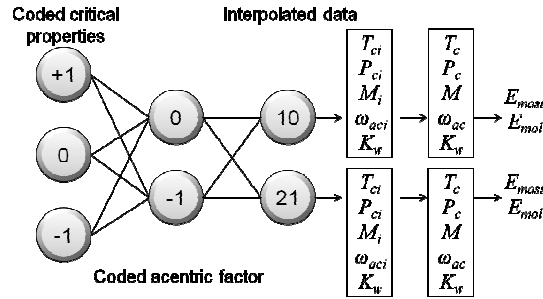 Coded critical
properties
Interpolated data
+1
0
-1
0
-1
10
21
Coded acentric factor
T_ci
P_ci
M_i
ω_aci
K_w
T_c
P_c
M
ω_ac
K_w
E_mass
E_mol
T_ci
P_ci
M_i
ω_aci
K_w
T_c
P_c
M
ω_ac
K_w
E_mass
E_mol